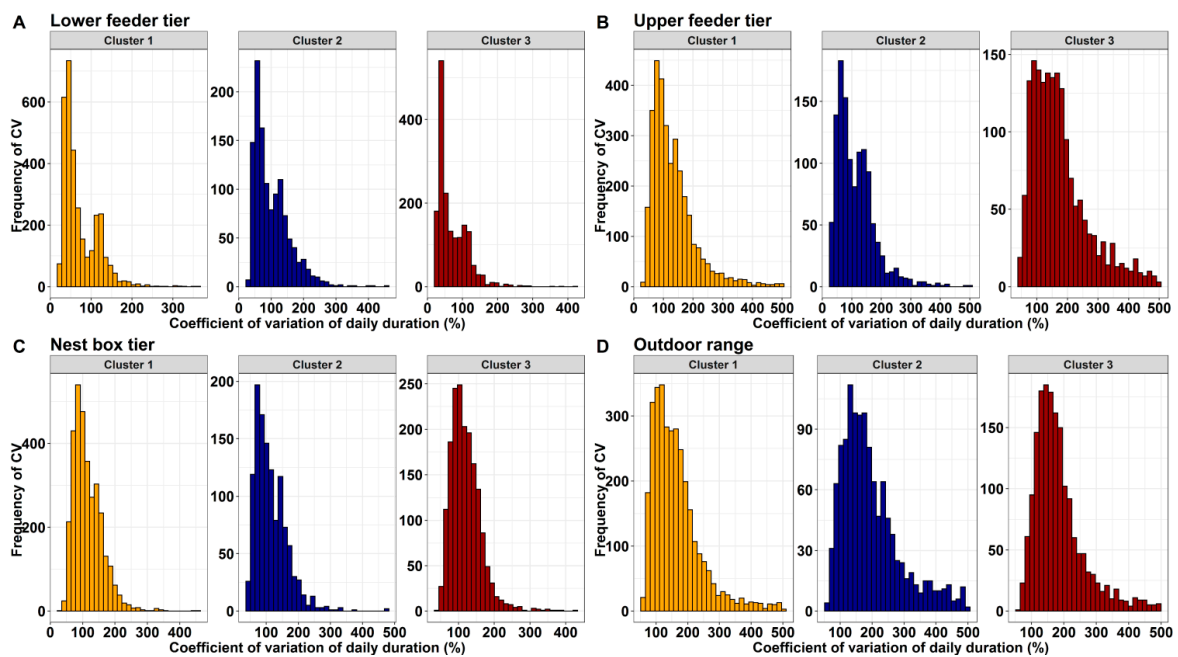 A Lower feeder tier
Cluster 1 Cluster 2 Cluster 3
Frequency of CV
600
400
200
0
200
150
100
50
0
400
200
0
0 100 200 300
100 200 300 400
100 200 300 400
Coefficient of variation of daily duration (%)
B Upper feeder tier
Cluster 1 Cluster 2 Cluster 3
Frequency of CV
400
300
200
100
0
150
100
50
0
150
100
50
0
100 200 300 400 500
100 200 300 400 500
100 200 300 400 500
Coefficient of variation of daily duration (%)
C Nest box tier
Cluster 1 Cluster 2 Cluster 3
Frequency of CV
400
200
0
200
150
100
50
0
250
200
150
100
50
0
0 100 200 300 400
100 200 300 400 500
100 200 300 400
Coefficient of variation of daily duration (%)
D Outdoor range
Cluster 1 Cluster 2 Cluster 3
Frequency of CV
300
200
100
0
90
60
30
0
150
100
50
0
100 200 300 400 500
100 200 300 400 500
100 200 300 400 500
Coefficient of variation of daily duration (%)